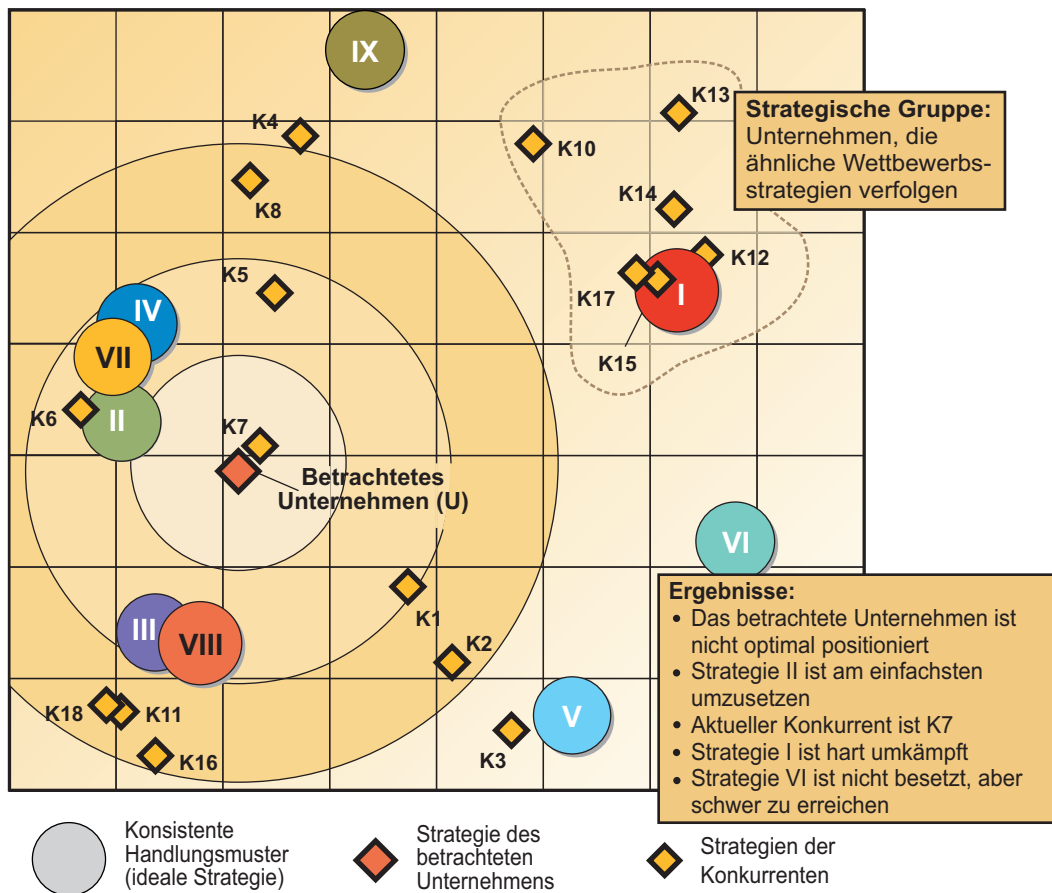 IX
K13
K4
K10
Strategische Gruppe:
Unternehmen, die
ähnliche Wettbewerbs-
strategien verfolgen
K8
K14
K5
K12
K17
I
IV
VII
K15
K6
II
K7
Betrachtetes
Unternehmen (U)
VI
Ergebnisse:
• Das betrachtete Unternehmen ist
nicht optimal positioniert
• Strategie II ist am einfachsten
umzusetzen
• Aktueller Konkurrent ist K7
• Strategie I ist hart umkämpft
• Strategie VI ist nicht besetzt, aber
schwer zu erreichen
K1
III
VIII
K2
K18
K11
V
K16
K3
Konsistente
Handlungsmuster
(ideale Strategie)
Strategie des
betrachteten
Unternehmens
Strategien der
Konkurrenten